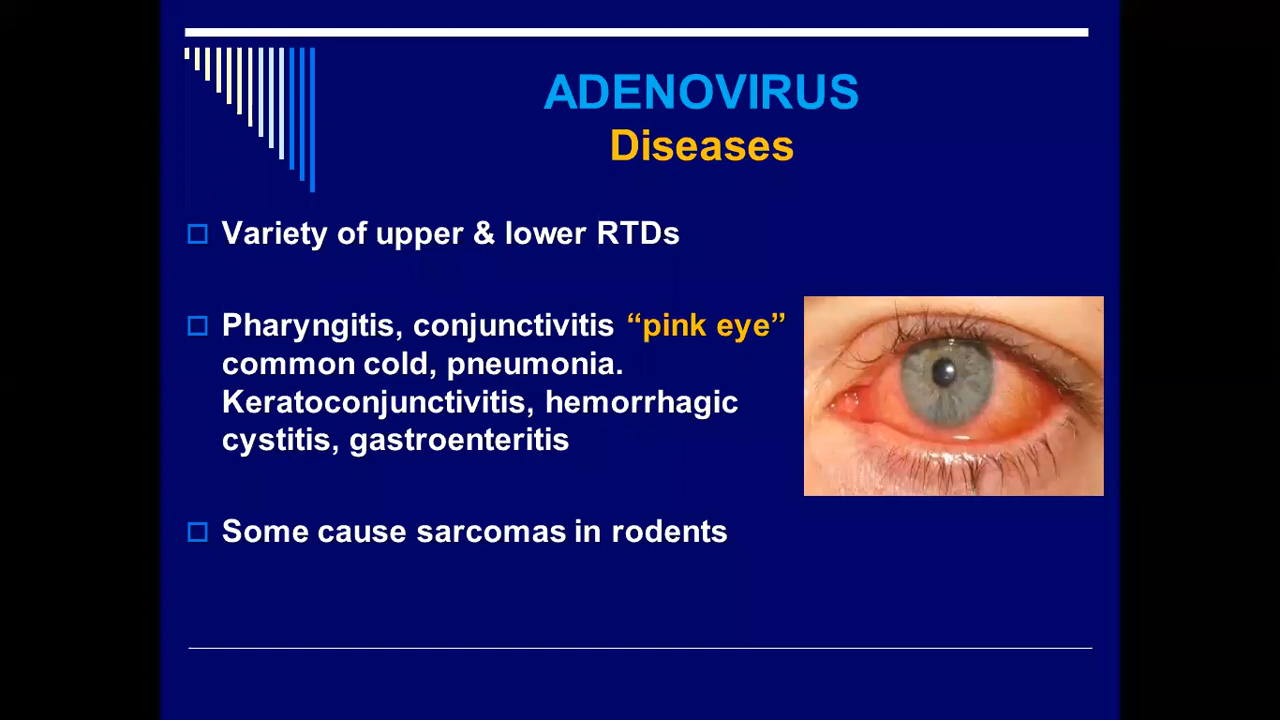 ADENOVIRUS
Diseases
Variety of upper & lower RTDs
Pharyngitis, conjunctivitis “pink eye”
common cold, pneumonia.
Keratoconjunctivitis, hemorrhagic
cystitis, gastroenteritis
Some cause sarcomas in rodents